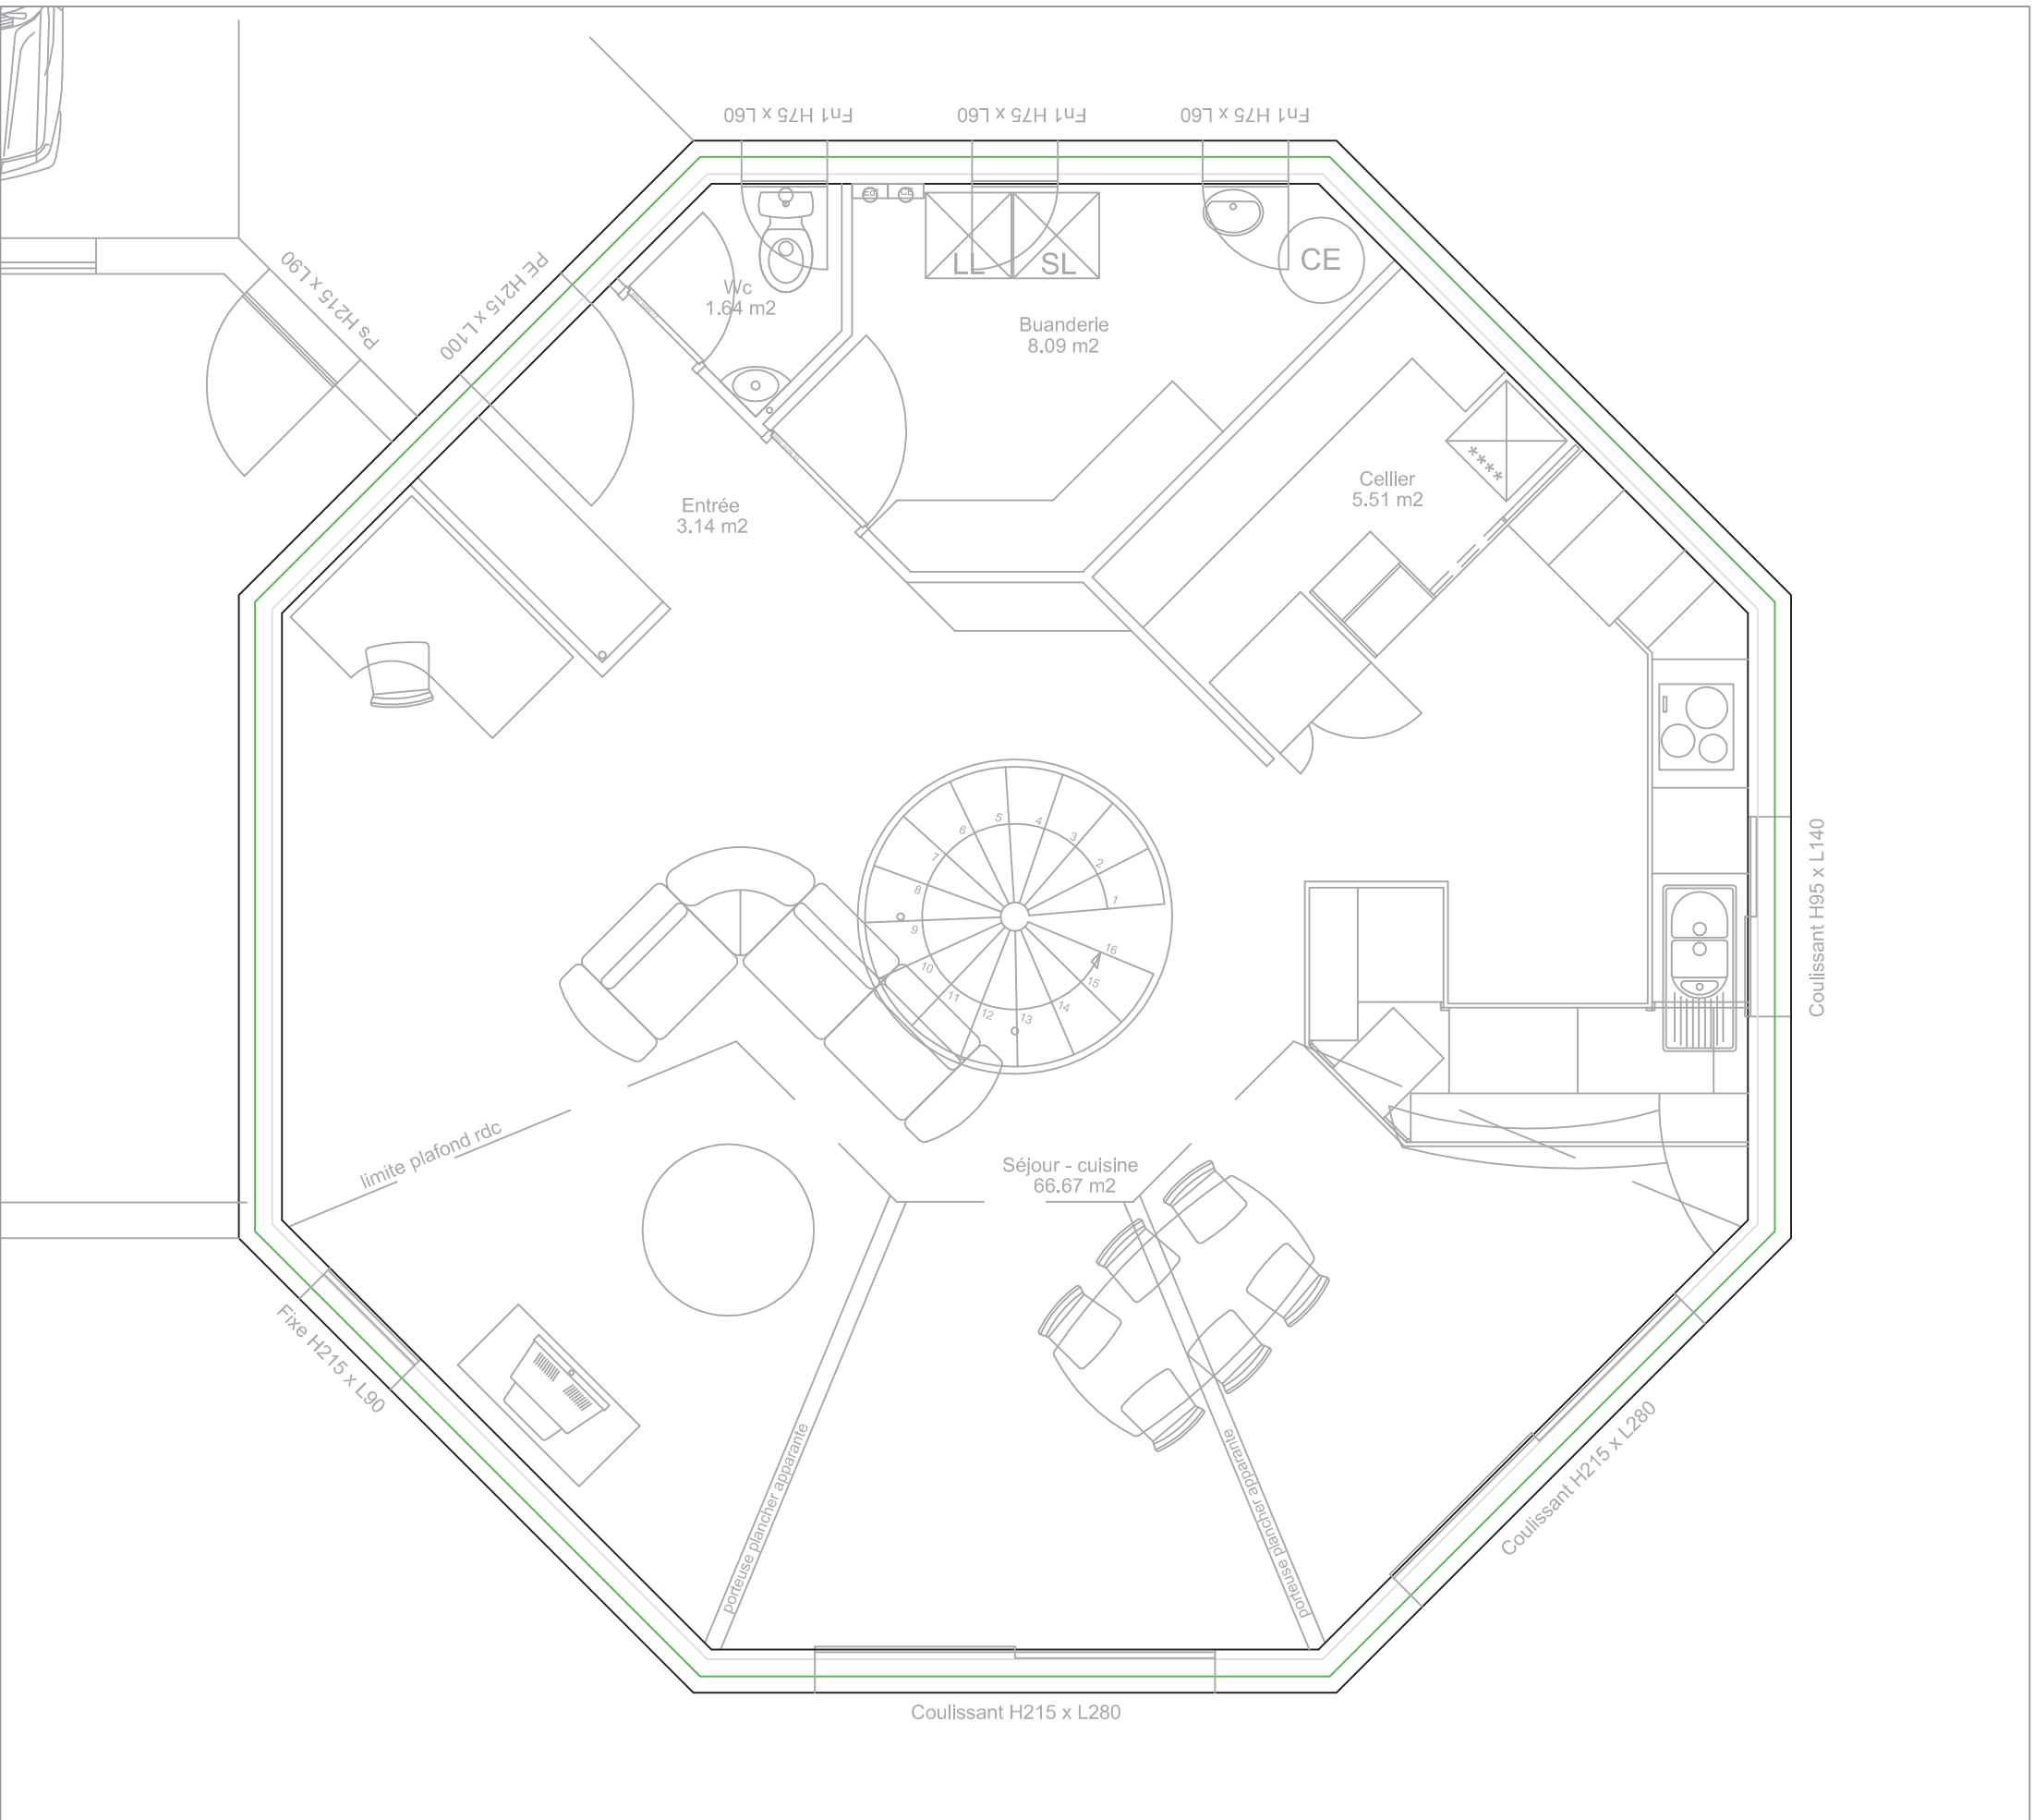 Fn1 H75 x L60
Fn1 H75 x L60
Fn1 H75 x L60
Ps H215 x L90
PE H215 x L100
CE
LL
SL
CE
Wc
1.64 m2
Buanderie
8.09 m2
Cellier
5.51 m2
****
Entrée
3.14 m2
1
2
3
4
5
6
7
8
9
10
11
12
13
14
15
16
Coulissant H95 x L140
limite plafond rdc
Séjour - cuisine
66.67 m2
Fixe H215 x L90
porteuse plancher apparante
porteuse plancher apparante
Coulissant H215 x L280
Coulissant H215 x L280